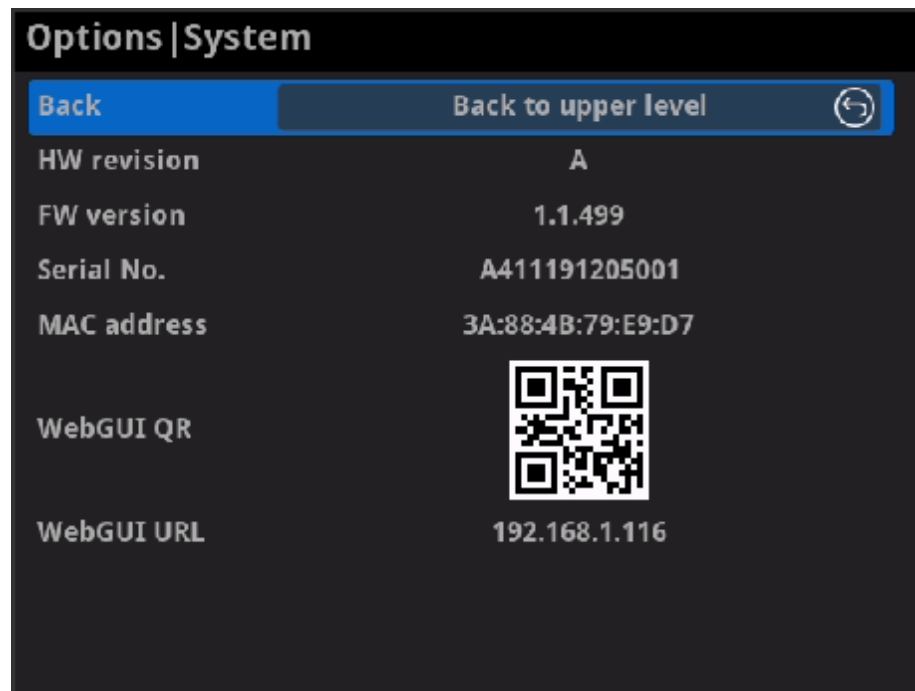 Options|System
Back Back to upper level
HW revision A
FW version 1.1.499
Serial No. A411191205001
MAC address 3A:88:4B:79:E9:D7
WebGUI QR
WebGUI URL 192.168.1.116